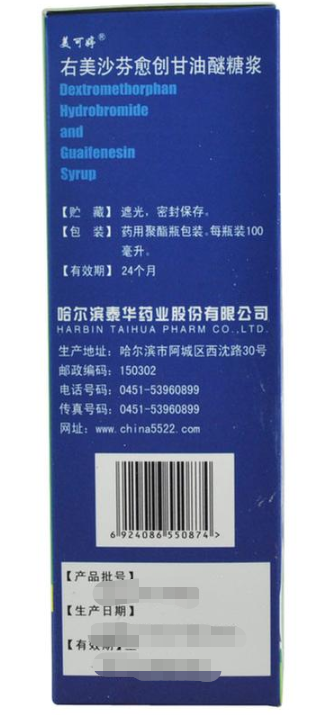 美可婷®
右美沙芬愈创甘油醚糖浆
Dextromethorphan
Hydrobromide
and
Guaifenesin
Syrup
【贮 藏】遮光，密封保存。
【包 装】药用聚酯瓶包装。每瓶装100
毫升。
【有效期】24个月
哈尔滨泰华药业股份有限公司
HARBIN TAIHUA PHARM CO.,LTD.
生产地址：哈尔滨市阿城区西沈路30号
邮政编码：150302
电话号码：0451-53960899
传真号码：0451-53960899
网址：www.china5522.com
6 924086 550874>
【产品批号】
【生产日期】
【有效期】